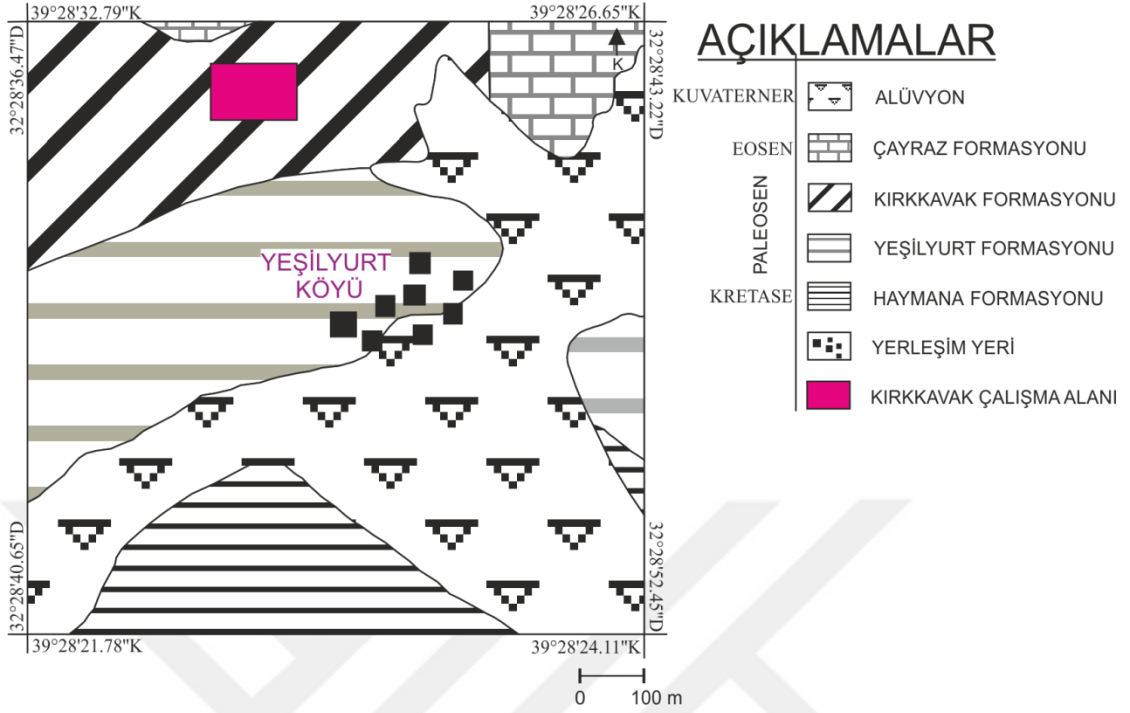 39°28'32.79"K
39°28'26.65"K
32°28'36.47"D
32°28'43.22"D
K
YEŞİLYURT
KÖYÜ
32°28'40.65"D
32°28'52.45"D
39°28'21.78"K
39°28'24.11"K
0 100 m
AÇIKLAMALAR
KUVATERNER ALÜVYON
EOSEN ÇAYRAZ FORMASYONU
PALEOSEN
KIRKKAVAK FORMASYONU
YEŞİLYURT FORMASYONU
KRETASE HAYMANA FORMASYONU
YERLEŞİM YERİ
KIRKKAVAK ÇALIŞMA ALANI